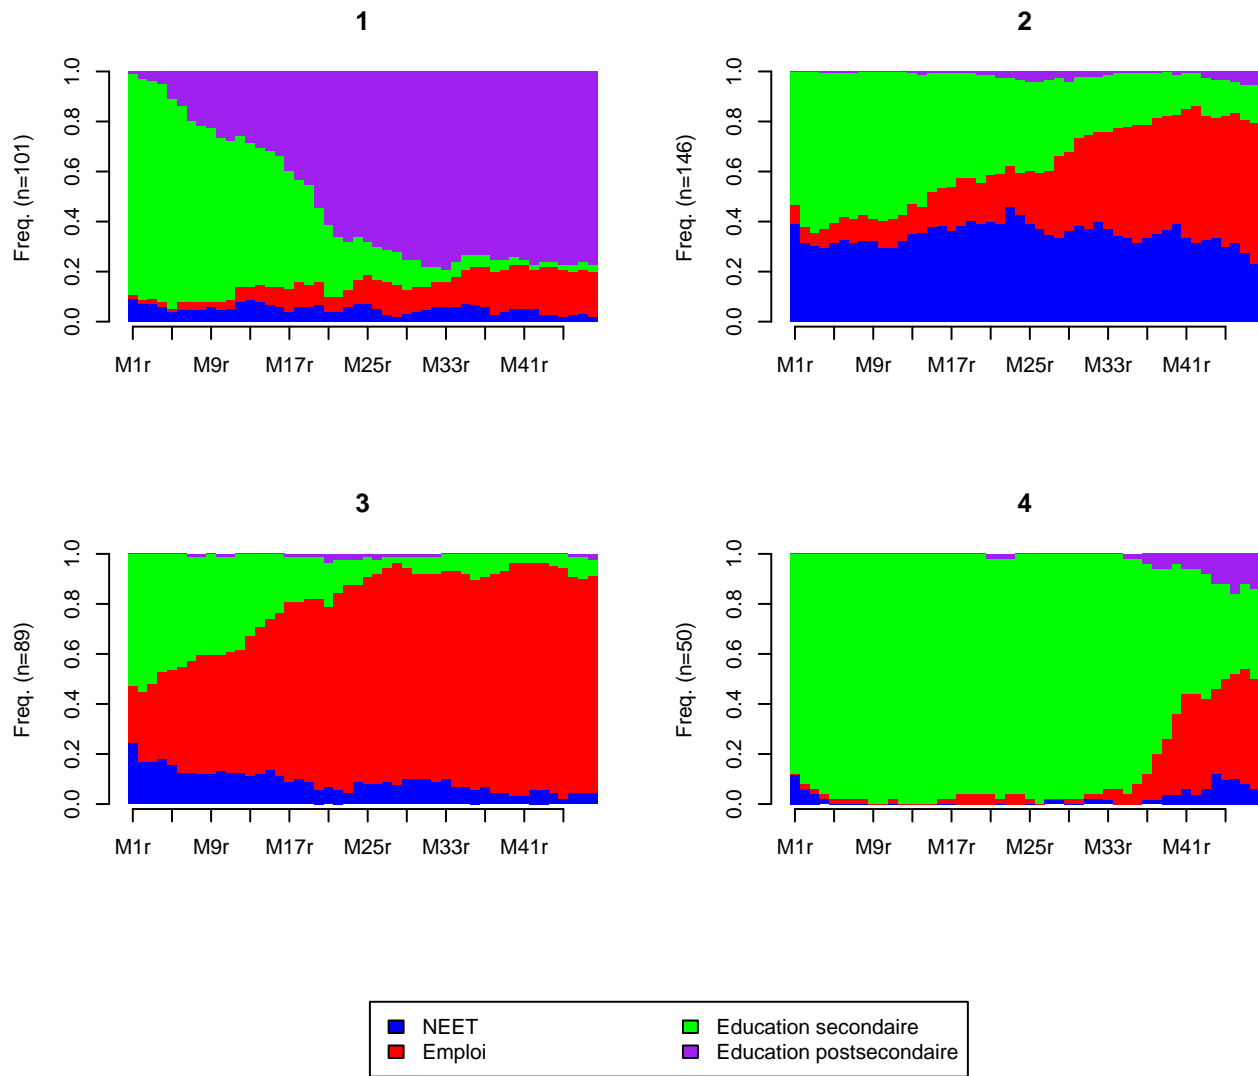 1
2
Freq. (n=101)
0.0 0.2 0.4 0.6 0.8 1.0
M1r M9r M17r M25r M33r M41r
Freq. (n=146)
0.0 0.2 0.4 0.6 0.8 1.0
M1r M9r M17r M25r M33r M41r
3
4
Freq. (n=89)
0.0 0.2 0.4 0.6 0.8 1.0
M1r M9r M17r M25r M33r M41r
Freq. (n=50)
0.0 0.2 0.4 0.6 0.8 1.0
M1r M9r M17r M25r M33r M41r
NEET
Emploi
Education secondaire
Education postsecondaire